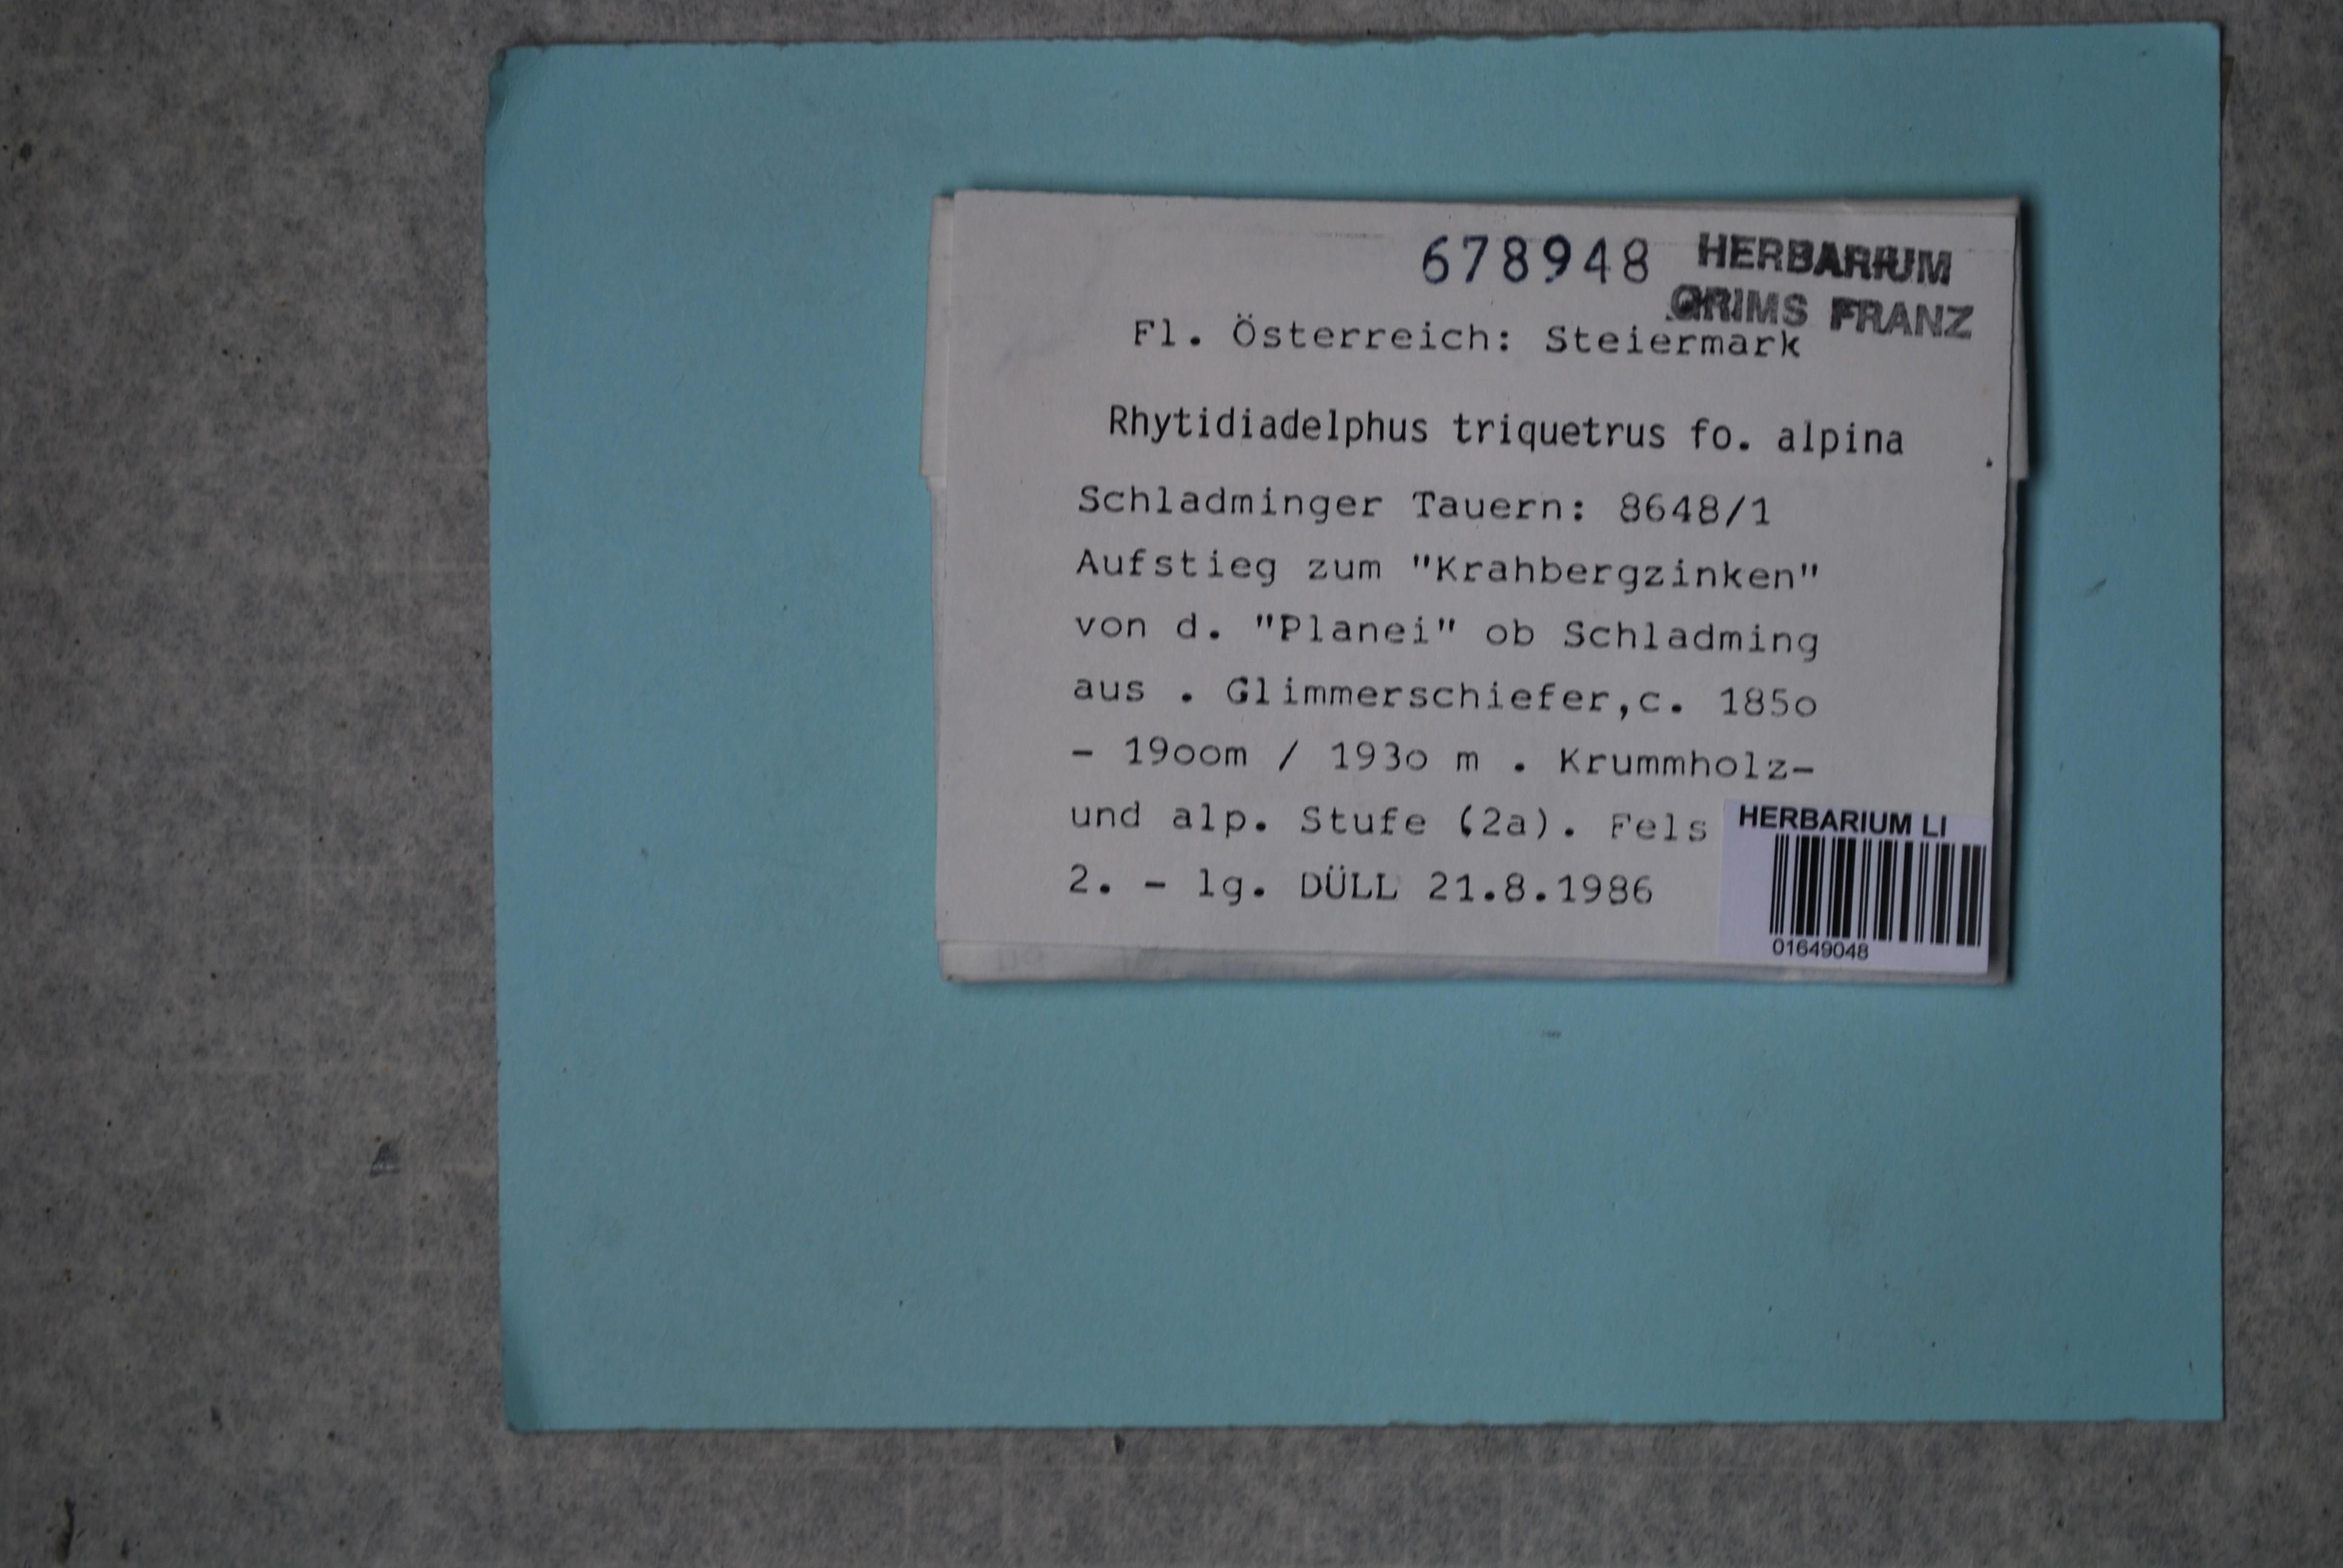 678948 HERBARIUM
GRIMS FRANZ
Fl. Österreich: Steiermark
Rhytidiadelphus triquetrus fo. alpina
Schladminger Tauern: 8648/1
Aufstieg zum "Krahbergzinken"
von d. "Planei" ob Schladming
aus . Glimmerschiefer,c. 185o
- 19oom / 193o m . Krummholz-
und alp. Stufe (2a). Fels
2. - lg. DÜLL 21.8.1986
HERBARIUM LI
01649048